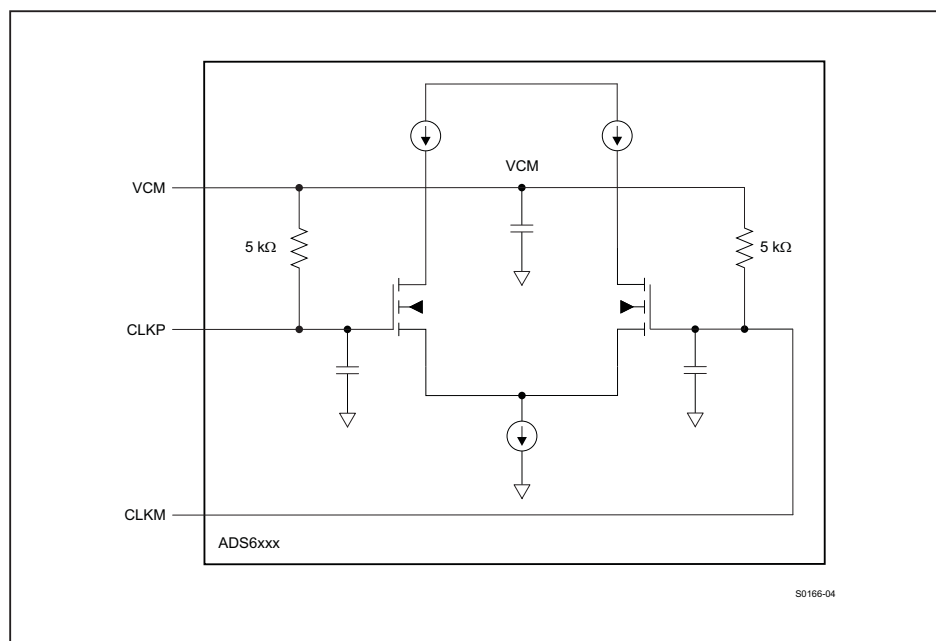 VCM
VCM
5 kΩ
5 kΩ
CLKP
CLKM
ADS6xxx
S0166-04